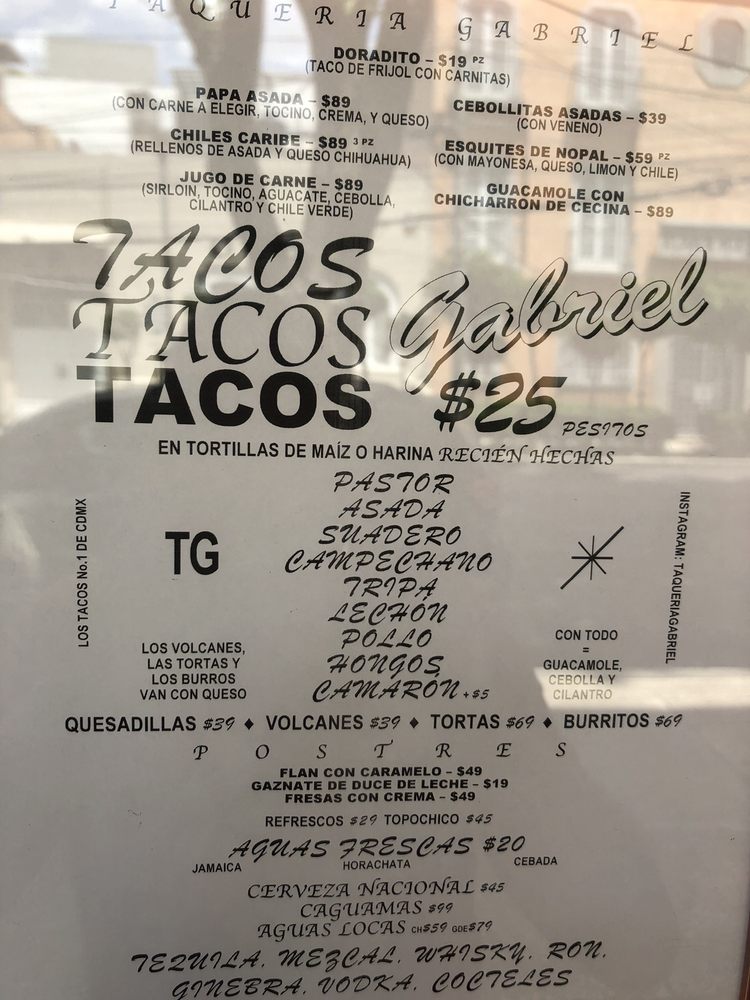 TAQUERIA GABRIEL
DORADITO – $19 PZ
(TACO DE FRIJOL CON CARNITAS)
PAPA ASADA – $89
(CON CARNE A ELEGIR, TOCINO, CREMA, Y QUESO)
CHILES CARIBE – $89 3 PZ
(RELLENOS DE ASADA Y QUESO CHIHUAHUA)
JUGO DE CARNE – $89
(SIRLOIN, TOCINO, AGUACATE, CEBOLLA,
CILANTRO Y CHILE VERDE)
CEBOLLITAS ASADAS – $39
(CON VENENO)
ESQUITES DE NOPAL – $59 PZ
(CON MAYONESA, QUESO, LIMON Y CHILE)
GUACAMOLE CON
CHICHARRON DE CECINA – $89
TACOS
TACOS
TACOS
Gabriel
$25 PESITOS
EN TORTILLAS DE MAÍZ O HARINA RECIÉN HECHAS
LOS TACOS No.1 DE CDMX
TG
LOS VOLCANES,
LAS TORTAS Y
LOS BURROS
VAN CON QUESO
PASTOR
ASADA
SUADERO
CAMPECHANO
TRIPA
LECHÓN
POLLO
HONGOS
CAMARÓN +$5
CON TODO
=
GUACAMOLE,
CEBOLLA Y
CILANTRO
INSTAGRAM: TAQUERIAGABRIEL
QUESADILLAS $39 ♦ VOLCANES $39 ♦ TORTAS $69 ♦ BURRITOS $69
POSTRES
FLAN CON CARAMELO – $49
GAZNATE DE DUCE DE LECHE – $19
FRESAS CON CREMA – $49
REFRESCOS $29 TOPOCHICO $45
AGUAS FRESCAS $20
JAMAICA HORACHATA CEBADA
CERVEZA NACIONAL $45
CAGUAMAS $99
AGUAS LOCAS CH$59 GDE$79
TEQUILA, MEZCAL, WHISKY, RON,
GINEBRA, VODKA, COCTELES